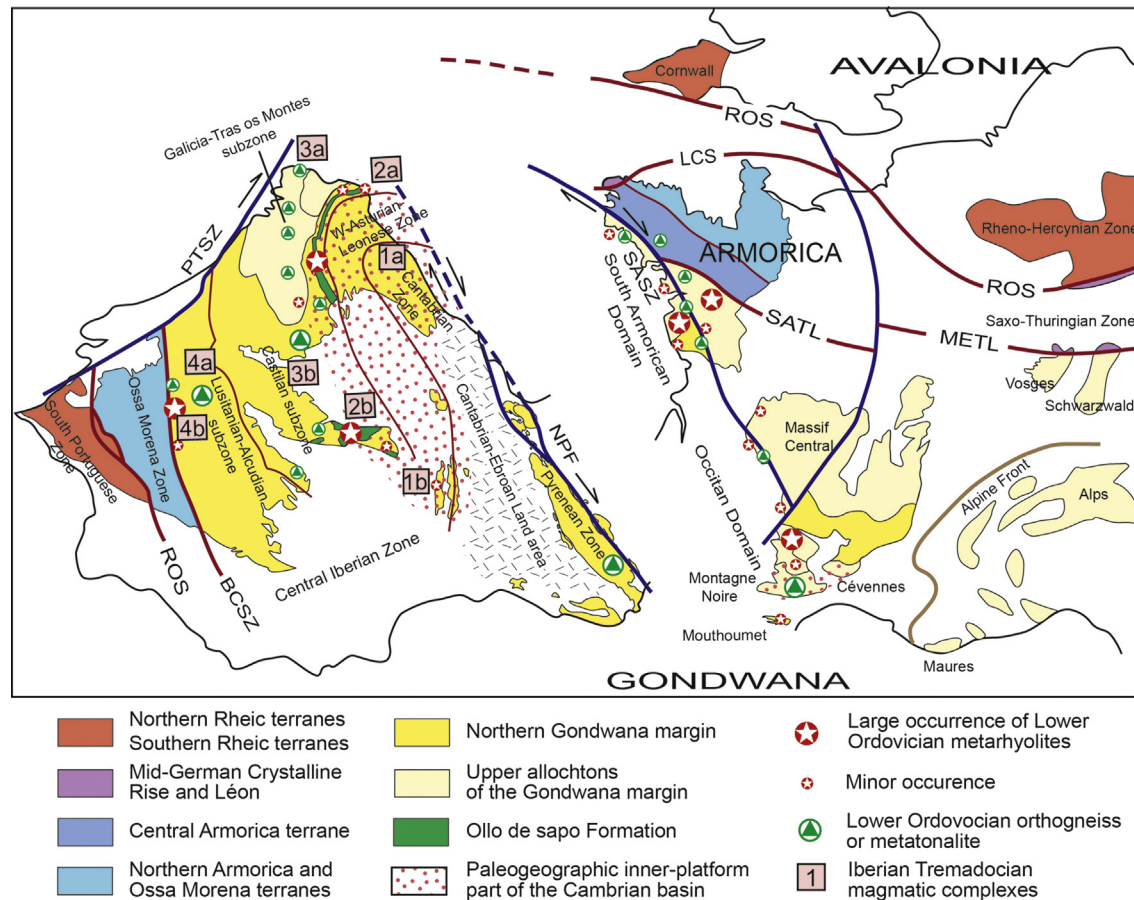 AVALONIA
Cornwall
ROS
Galicia-Tras os Montes
subzone
3a
2a
LCS
PTSZ
W-Asturian
Leonese Zone
1a
Cantabrian
Zone
ARMORICA
Rheno-Hercynian Zone
SASZ
South Armorican
Domain
SATL
ROS
METL
Saxo-Thuringian Zone
Vosges
Schwarzwald
4a
3b
Castilan subzone
Lusitanian-Alcudian
subzone
Ossa Morena Zone
South Portuguese
Zone
4b
2b
1b
Cantabrian-Ebroan Land area
NPF
Pyrenean Zone
Massif
Central
Occitan Domain
Alpine Front
Alps
ROS
BCSZ
Central Iberian Zone
Montagne
Noire
Cévennes
Mouthoumet
Maures
GONDWANA
Northern Rheic terranes
Southern Rheic terranes
Mid-German Crystalline
Rise and Léon
Central Armorica terrane
Northern Armorica and
Ossa Morena terranes
Northern Gondwana margin
Upper allochtons
of the Gondwana margin
Ollo de sapo Formation
Paleogeographic inner-platform
part of the Cambrian basin
Large occurrence of Lower
Ordovician metarhyolites
Minor occurence
Lower Ordovocian orthogneiss
or metatonalite
1
Iberian Tremadocian
magmatic complexes